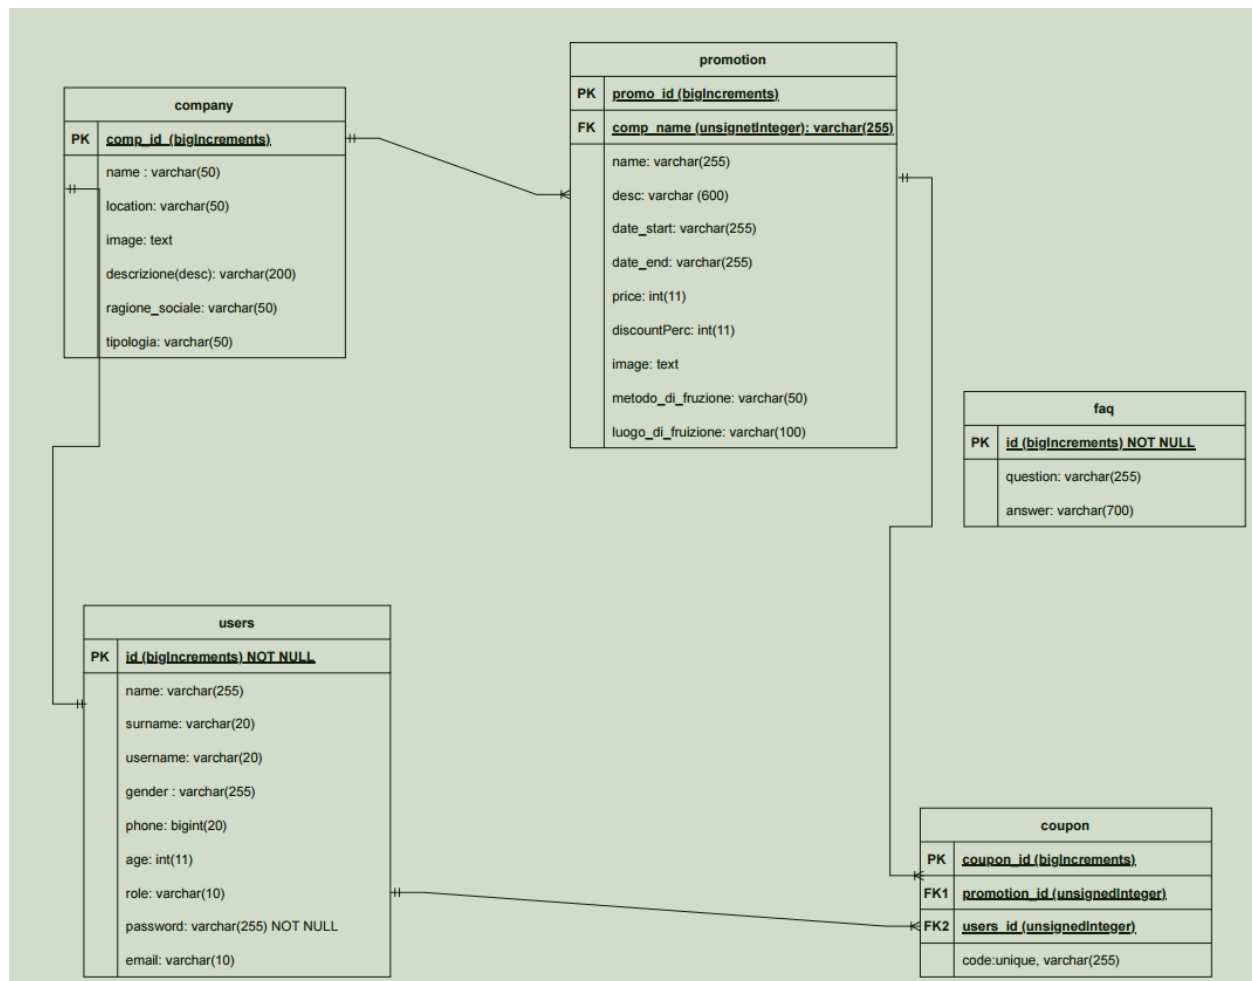 company
PK comp_id (bigIncrements)
name : varchar(50)
location: varchar(50)
image: text
descrizione(desc): varchar(200)
ragione_sociale: varchar(50)
tipologia: varchar(50)
promotion
PK promo_id (bigIncrements)
FK comp_name (unsignetInteger): varchar(255)
name: varchar(255)
desc: varchar (600)
date_start: varchar(255)
date_end: varchar(255)
price: int(11)
discountPerc: int(11)
image: text
metodo_di_fruzione: varchar(50)
luogo_di_fruizione: varchar(100)
faq
PK id (bigIncrements) NOT NULL
question: varchar(255)
answer: varchar(700)
users
PK id (bigIncrements) NOT NULL
name: varchar(255)
surname: varchar(20)
username: varchar(20)
gender : varchar(255)
phone: bigint(20)
age: int(11)
role: varchar(10)
password: varchar(255) NOT NULL
email: varchar(10)
coupon
PK coupon_id (bigIncrements)
FK1 promotion_id (unsignedInteger)
FK2 users_id (unsignedInteger)
code:unique, varchar(255)